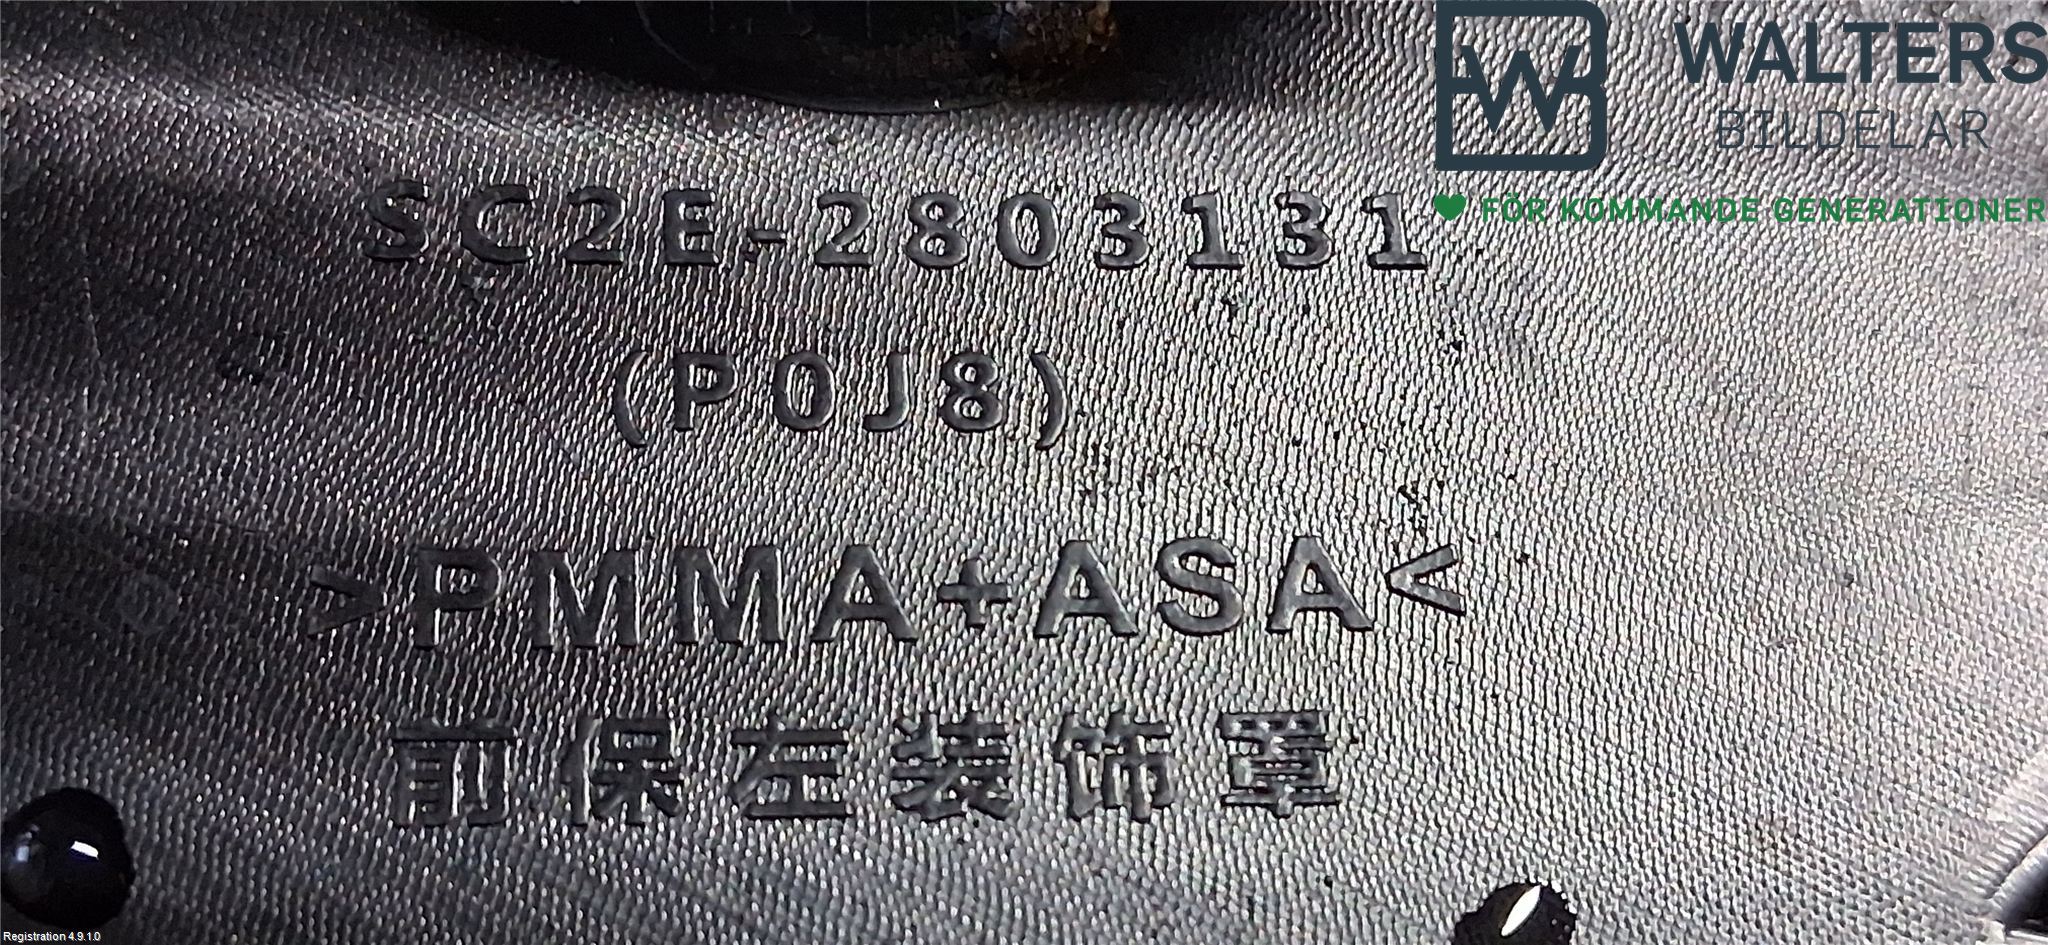 WALTERS
BILDELAR
FÖR KOMMANDE GENERATIONER
SC2E-2803131
(P0J8)
>PMMA+ASA<
前保左装饰罩
Registration 4.9.1.0